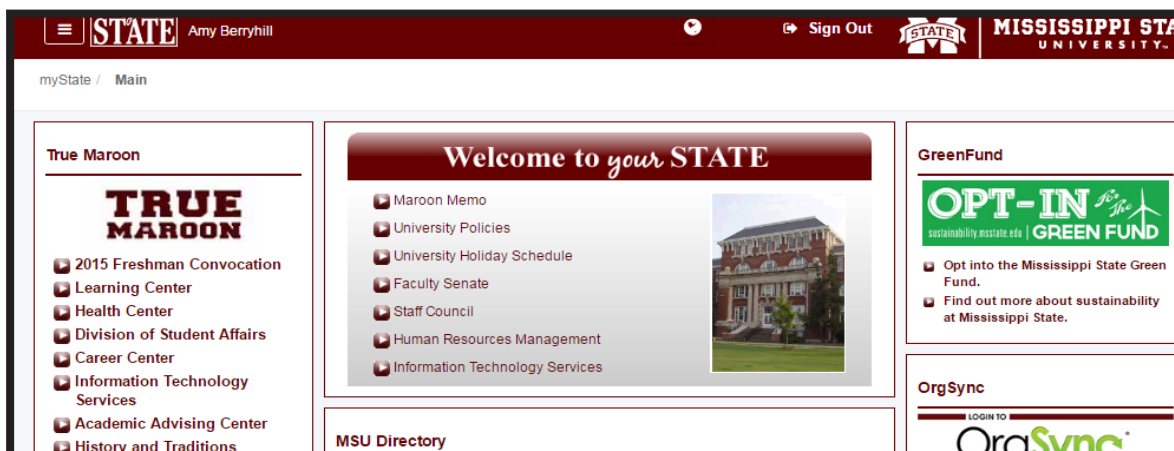 STATE Amy Berryhill Sign Out STATE MISSISSIPPI STA
UNIVERSITY™
myState / Main
True Maroon
TRUE
MAROON
2015 Freshman Convocation
Learning Center
Health Center
Division of Student Affairs
Career Center
Information Technology
Services
Academic Advising Center
History and Traditions
Welcome to your STATE
Maroon Memo
University Policies
University Holiday Schedule
Faculty Senate
Staff Council
Human Resources Management
Information Technology Services
MSU Directory
GreenFund
OPT-IN for The
sustainability.msstate.edu | GREEN FUND
Opt into the Mississippi State Green
Fund.
Find out more about sustainability
at Mississippi State.
OrgSync
LOGIN TO
OrgSync